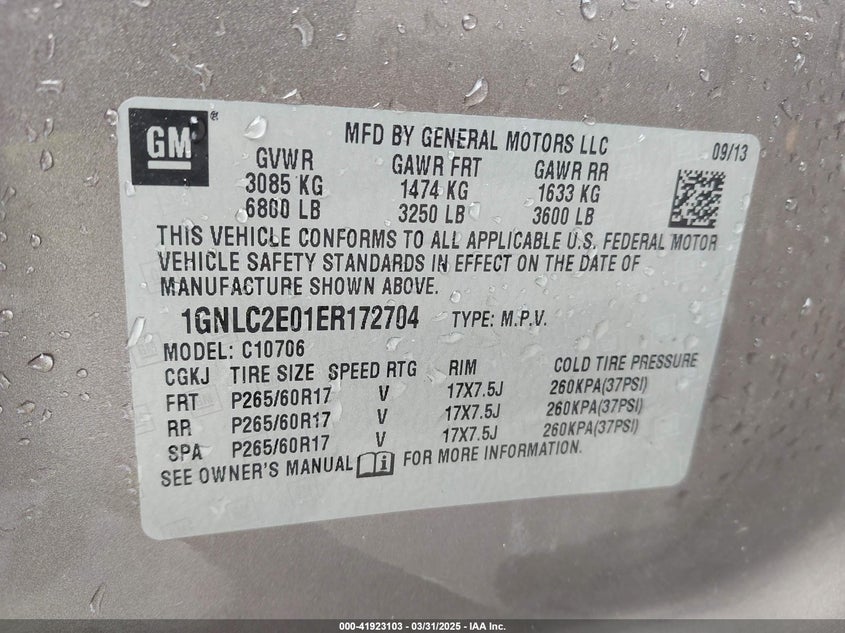 GM®
MFD BY GENERAL MOTORS LLC
09/13
GVWR GAWR FRT GAWR RR
3085 KG 1474 KG 1633 KG
6800 LB 3250 LB 3600 LB
THIS VEHICLE CONFORMS TO ALL APPLICABLE U.S. FEDERAL MOTOR
VEHICLE SAFETY STANDARDS IN EFFECT ON THE DATE OF
MANUFACTURE SHOWN ABOVE.
1GNLC2E01ER172704 TYPE: M.P.V.
MODEL: C10706
CGKJ TIRE SIZE SPEED RTG RIM COLD TIRE PRESSURE
FRT P265/60R17 V 17X7.5J 260KPA(37PSI)
RR P265/60R17 V 17X7.5J 260KPA(37PSI)
SPA P265/60R17 V 17X7.5J 260KPA(37PSI)
SEE OWNER'S MANUAL i FOR MORE INFORMATION.
000-41923103 — 03/31/2025 — IAA Inc.